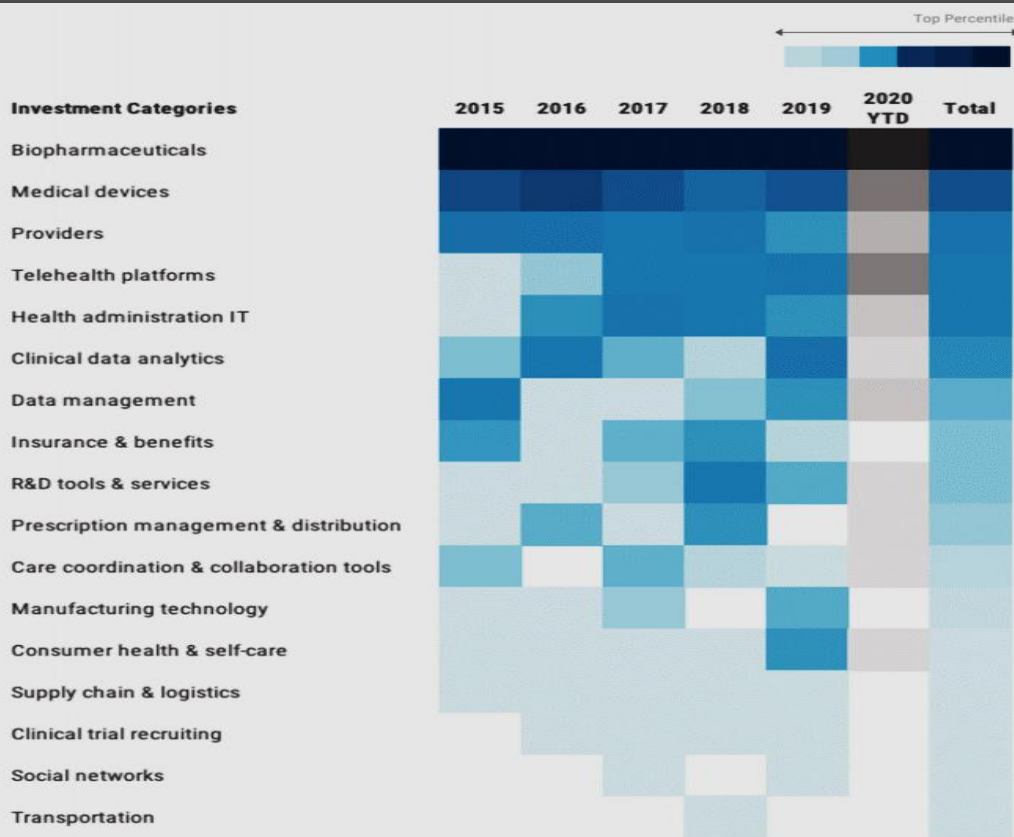 Top Percentile
Investment Categories 2015 2016 2017 2018 2019 2020 YTD Total
Biopharmaceuticals
Medical devices
Providers
Telehealth platforms
Health administration IT
Clinical data analytics
Data management
Insurance & benefits
R&D tools & services
Prescription management & distribution
Care coordination & collaboration tools
Manufacturing technology
Consumer health & self-care
Supply chain & logistics
Clinical trial recruiting
Social networks
Transportation